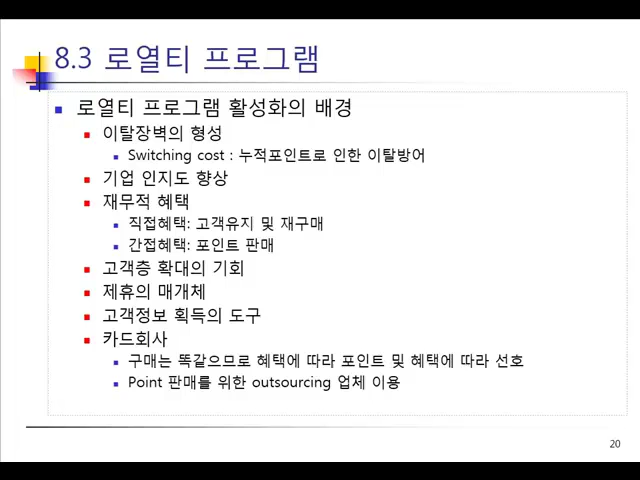 8.3 로열티 프로그램
로열티 프로그램 활성화의 배경
이탈장벽의 형성
Switching cost : 누적포인트로 인한 이탈방어
기업 인지도 향상
재무적 혜택
직접혜택: 고객유지 및 재구매
간접혜택: 포인트 판매
고객층 확대의 기회
제휴의 매개체
고객정보 획득의 도구
카드회사
구매는 똑같으므로 혜택에 따라 포인트 및 혜택에 따라 선호
Point 판매를 위한 outsourcing 업체 이용
20